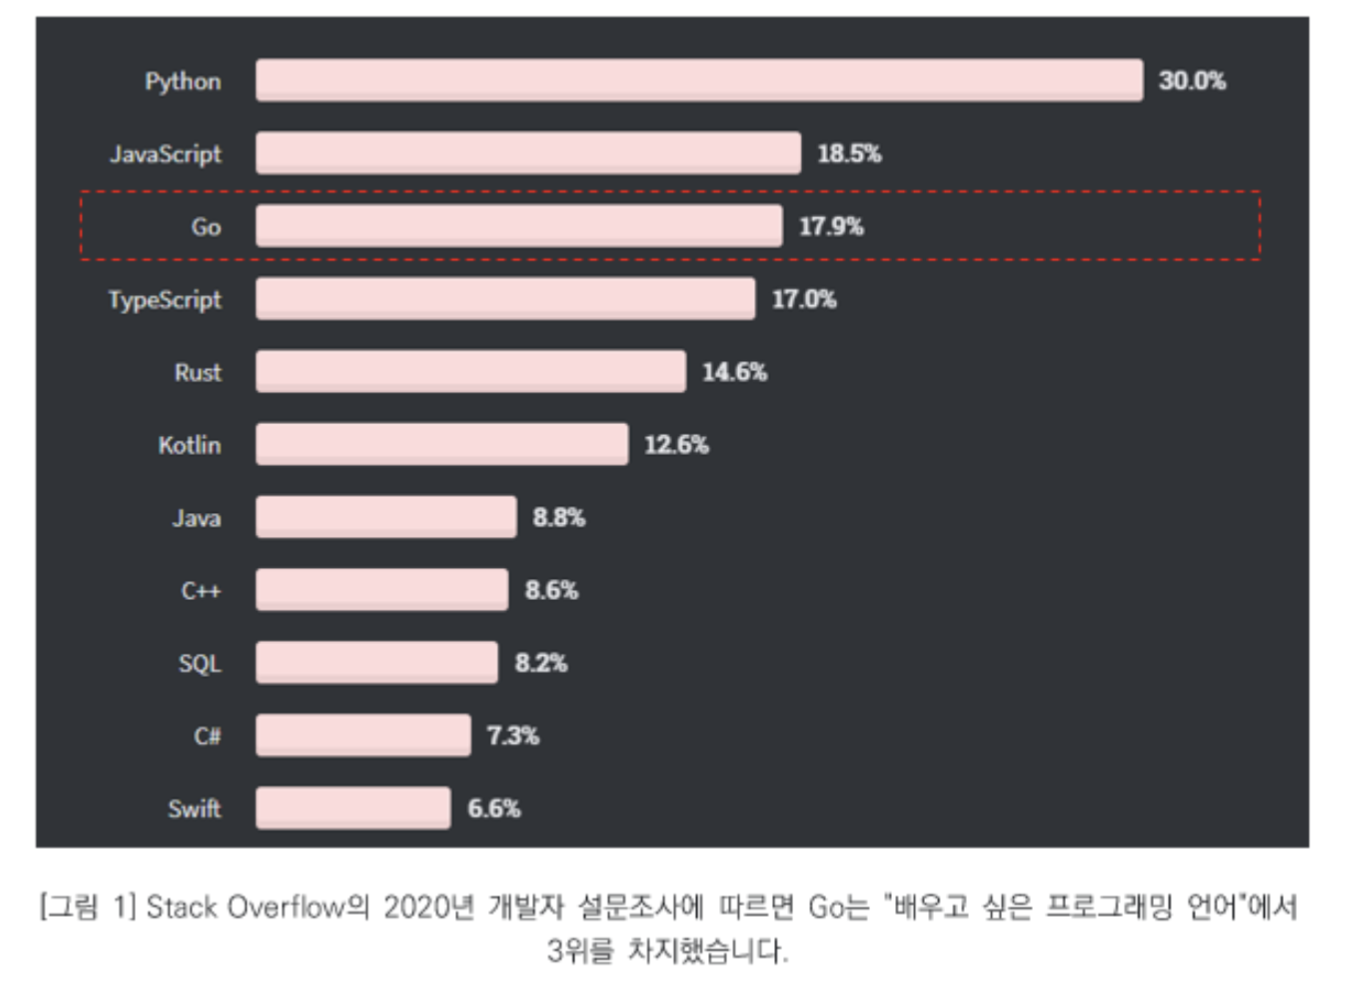 Python 30.0%
JavaScript 18.5%
Go 17.9%
TypeScript 17.0%
Rust 14.6%
Kotlin 12.6%
Java 8.8%
C++ 8.6%
SQL 8.2%
C# 7.3%
Swift 6.6%
[그림 1] Stack Overflow의 2020년 개발자 설문조사에 따르면 Go는 "배우고 싶은 프로그래밍 언어"에서
3위를 차지했습니다.